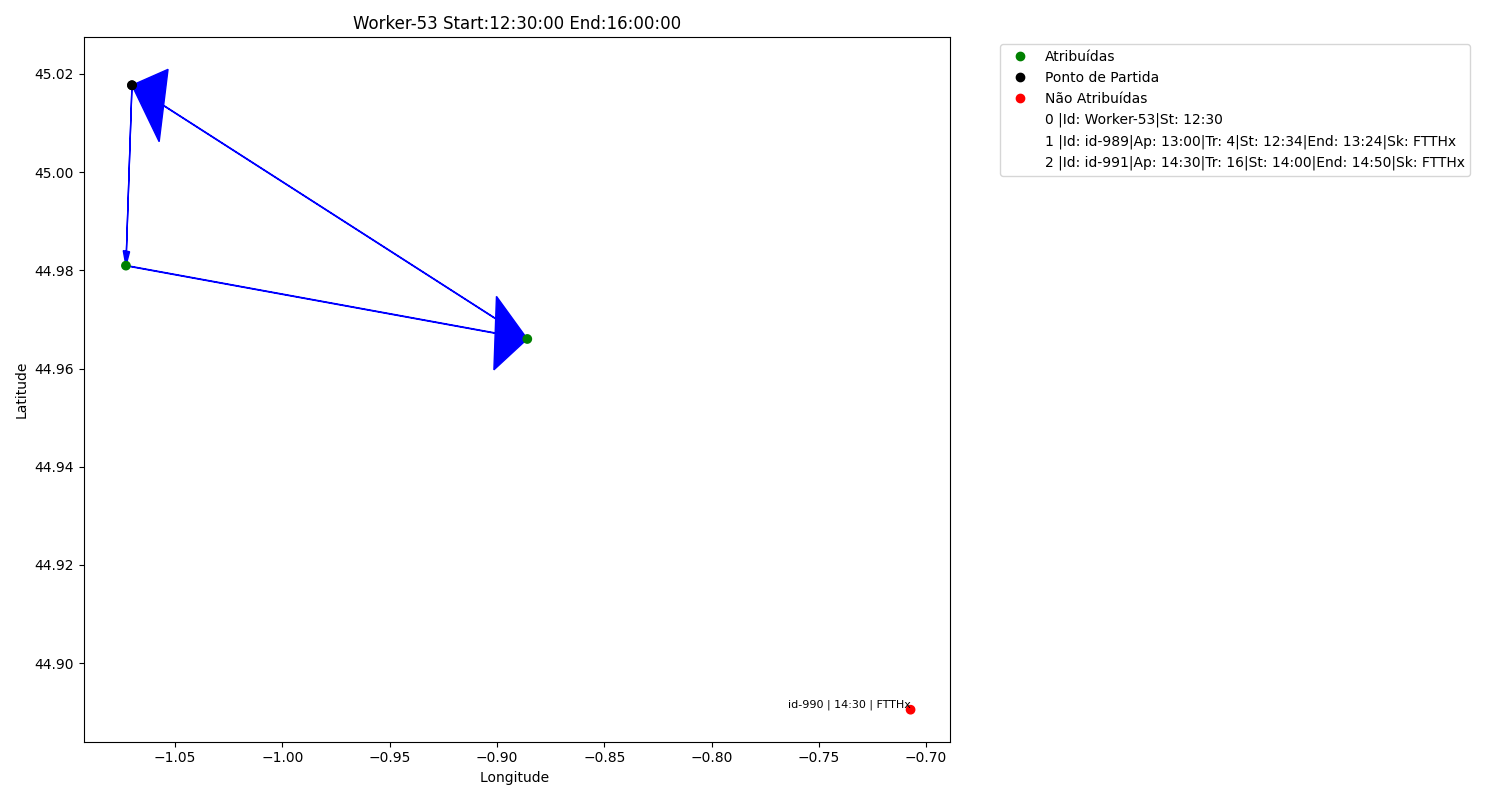 Worker-53 Start:12:30:00 End:16:00:00
45.02
45.00
44.98
44.96
44.94
44.92
44.90
Latitude
−1.05
−1.00
−0.95
−0.90
−0.85
−0.80
−0.75
−0.70
Longitude
id-990 | 14:30 | FTTHx
Atribuídas
Ponto de Partida
Não Atribuídas
0 |Id: Worker-53|St: 12:30
1 |Id: id-989|Ap: 13:00|Tr: 4|St: 12:34|End: 13:24|Sk: FTTHx
2 |Id: id-991|Ap: 14:30|Tr: 16|St: 14:00|End: 14:50|Sk: FTTHx